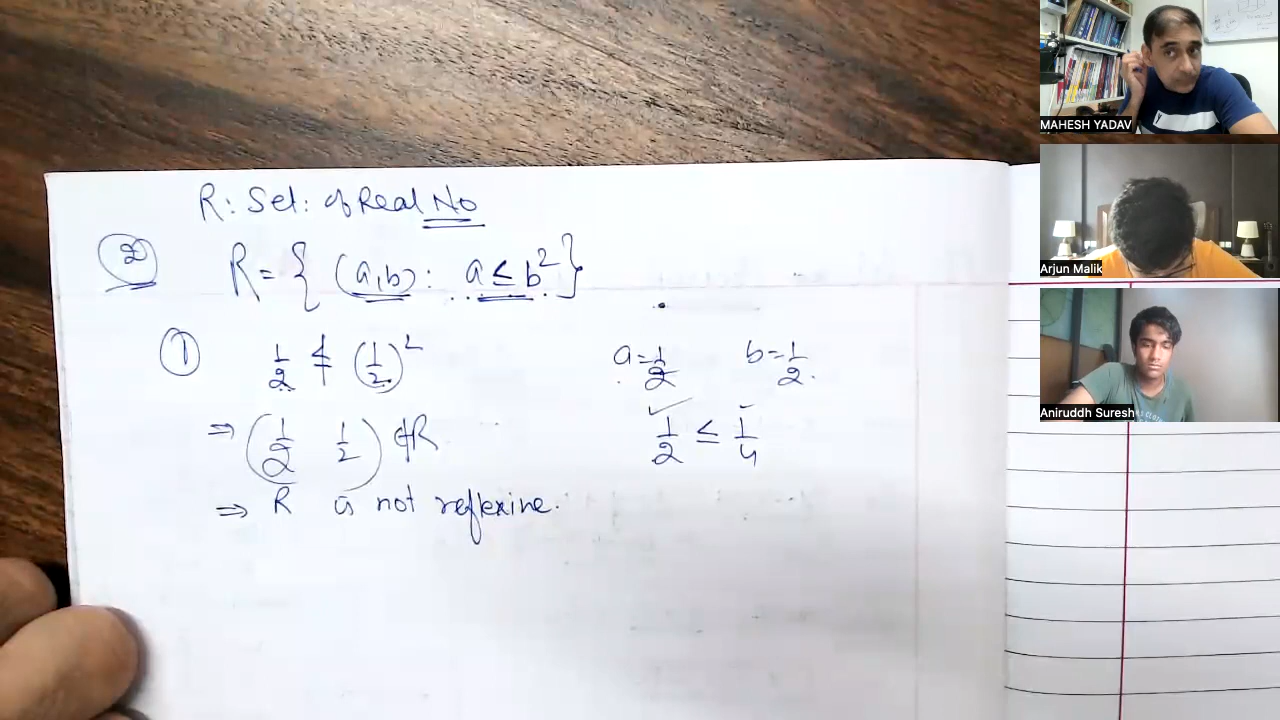 R: Set: of Real No
② R = { (a,b) : a ≤ b² }
① 1/2 ≰ (1/2)²
a = 1/2 b = 1/2
⇒ (1/2 1/2) ∉ R
1/2 ≤ 1/4
⇒ R is not reflexive.
MAHESH YADAV
Arjun Malik
Aniruddh Suresh